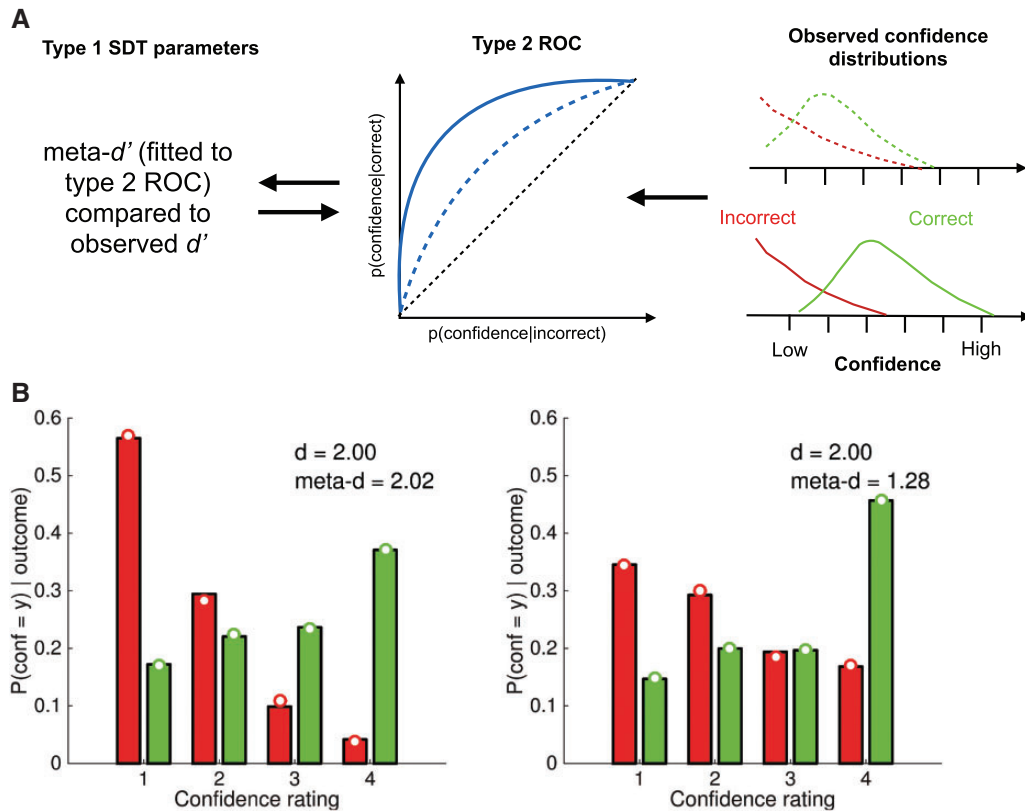 A
Type 1 SDT parameters
meta-d’ (fitted to
type 2 ROC)
compared to
observed d’
Type 2 ROC
p(confidence|correct)
p(confidence|incorrect)
Observed confidence
distributions
Incorrect
Correct
Low
High
Confidence
B
0.6
0.5
0.4
0.3
0.2
0.1
0
P(conf = y) | outcome)
d = 2.00
meta-d = 2.02
1
2
3
4
Confidence rating
0.6
0.5
0.4
0.3
0.2
0.1
0
P(conf = y) | outcome)
d = 2.00
meta-d = 1.28
1
2
3
4
Confidence rating